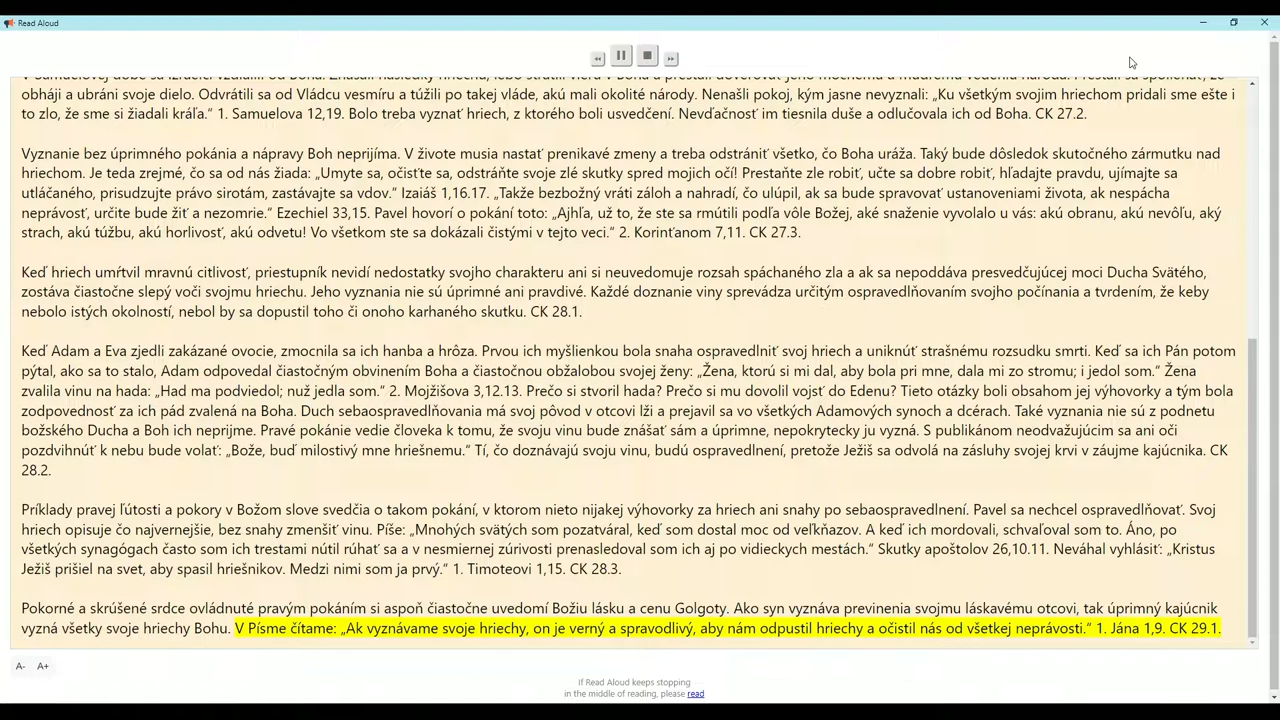 Read Aloud
V Samuelovej dobe sa Izraelci vzdialili od Boha. Znášali následky hriechu, lebo stratili vieru v Boha a prestali dôverovať jeho mocnému a múdremu vedeniu národa. Prestali sa spoliehať, že
obháji a ubráni svoje dielo. Odvrátili sa od Vládcu vesmíru a túžili po takej vláde, akú mali okolité národy. Nenašli pokoj, kým jasne nevyznali: „Ku všetkým svojim hriechom pridali sme ešte i
to zlo, že sme si žiadali kráľa.“ 1. Samuelova 12,19. Bolo treba vyznať hriech, z ktorého boli usvedčení. Nevďačnosť im tiesnila duše a odlučovala ich od Boha. CK 27.2.
Vyznanie bez úprimného pokánia a nápravy Boh neprijíma. V živote musia nastať prenikavé zmeny a treba odstrániť všetko, čo Boha uráža. Taký bude dôsledok skutočného zármutku nad
hriechom. Je teda zrejmé, čo sa od nás žiada: „Umyte sa, očisťte sa, odstráňte svoje zlé skutky spred mojich očí! Prestaňte zle robiť, učte sa dobre robiť, hľadajte pravdu, ujímajte sa
utláčaného, prisudzujte právo sirotám, zastávajte sa vdov.“ Izaiáš 1,16.17. „Takže bezbožný vráti záloh a nahradí, čo ulúpil, ak sa bude spravovať ustanoveniami života, ak nespácha
neprávosť, určite bude žiť a nezomrie.“ Ezechiel 33,15. Pavel hovorí o pokání toto: „Ajhľa, už to, že ste sa rmútili podľa vôle Božej, aké snaženie vyvolalo u vás: akú obranu, akú nevôľu, aký
strach, akú túžbu, akú horlivosť, akú odvetu! Vo všetkom ste sa dokázali čistými v tejto veci.“ 2. Korinťanom 7,11. CK 27.3.
Keď hriech umŕtvil mravnú citlivosť, priestupník nevidí nedostatky svojho charakteru ani si neuvedomuje rozsah spáchaného zla a ak sa nepoddáva presvedčujúcej moci Ducha Svätého,
zostáva čiastočne slepý voči svojmu hriechu. Jeho vyznania nie sú úprimné ani pravdivé. Každé doznanie viny sprevádza určitým ospravedlňovaním svojho počínania a tvrdením, že keby
nebolo istých okolností, nebol by sa dopustil toho či onoho karhaného skutku. CK 28.1.
Keď Adam a Eva zjedli zakázané ovocie, zmocnila sa ich hanba a hrôza. Prvou ich myšlienkou bola snaha ospravedlniť svoj hriech a uniknúť strašnému rozsudku smrti. Keď sa ich Pán potom
pýtal, ako sa to stalo, Adam odpovedal čiastočným obvinením Boha a čiastočnou obžalobou svojej ženy: „Žena, ktorú si mi dal, aby bola pri mne, dala mi zo stromu; i jedol som.“ Žena
zvalila vinu na hada: „Had ma podviedol; nuž jedla som.“ 2. Mojžišova 3,12.13. Prečo si stvoril hada? Prečo si mu dovolil vojsť do Edenu? Tieto otázky boli obsahom jej výhovorky a tým bola
zodpovednosť za ich pád zvalená na Boha. Duch sebaospravedlňovania má svoj pôvod v otcovi lži a prejavil sa vo všetkých Adamových synoch a dcérach. Také vyznania nie sú z podnetu
božského Ducha a Boh ich neprijme. Pravé pokánie vedie človeka k tomu, že svoju vinu bude znášať sám a úprimne, nepokrytecky ju vyzná. S publikánom neodvažujúcim sa ani oči
pozdvihnúť k nebu bude volať: „Bože, buď milostivý mne hriešnemu.“ Tí, čo doznávajú svoju vinu, budú ospravedlnení, pretože Ježiš sa odvolá na zásluhy svojej krvi v záujme kajúcnika. CK
28.2.
Príklady pravej ľútosti a pokory v Božom slove svedčia o takom pokání, v ktorom nieto nijakej výhovorky za hriech ani snahy po sebaospravedlnení. Pavel sa nechcel ospravedlňovať. Svoj
hriech opisuje čo najvernejšie, bez snahy zmenšiť vinu. Píše: „Mnohých svätých som pozatváral, keď som dostal moc od veľkňazov. A keď ich mordovali, schvaľoval som to. Áno, po
všetkých synagógach často som ich trestami nútil rúhať sa a v nesmiernej zúrivosti prenasledoval som ich aj po vidieckych mestách.“ Skutky apoštolov 26,10.11. Neváhal vyhlásiť: „Kristus
Ježiš prišiel na svet, aby spasil hriešnikov. Medzi nimi som ja prvý.“ 1. Timoteovi 1,15. CK 28.3.
Pokorné a skrúšené srdce ovládnuté pravým pokáním si aspoň čiastočne uvedomí Božiu lásku a cenu Golgoty. Ako syn vyznáva previnenia svojmu láskavému otcovi, tak úprimný kajúcnik
vyzná všetky svoje hriechy Bohu. V Písme čítame: „Ak vyznávame svoje hriechy, on je verný a spravodlivý, aby nám odpustil hriechy a očistil nás od všetkej neprávosti.“ 1. Jána 1,9. CK 29.1.
A- A+
If Read Aloud keeps stopping
in the middle of reading, please read